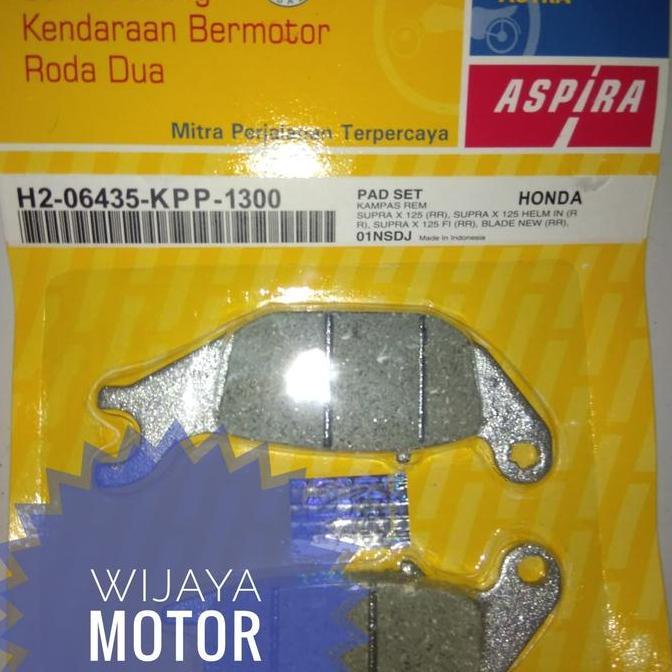 Kendaraan Bermotor
Roda Dua
ASPIRA
Mitra Perjalanan Terpercaya
H2-06435-KPP-1300
PAD SET HONDA
KAMPAS REM
SUPRA X 125 (RR), SUPRA X 125 HELM IN (R
R), SUPRA X 125 FI (RR), BLADE NEW (RR),
01NSDJ Made In Indonesia
WIJAYA
MOTOR